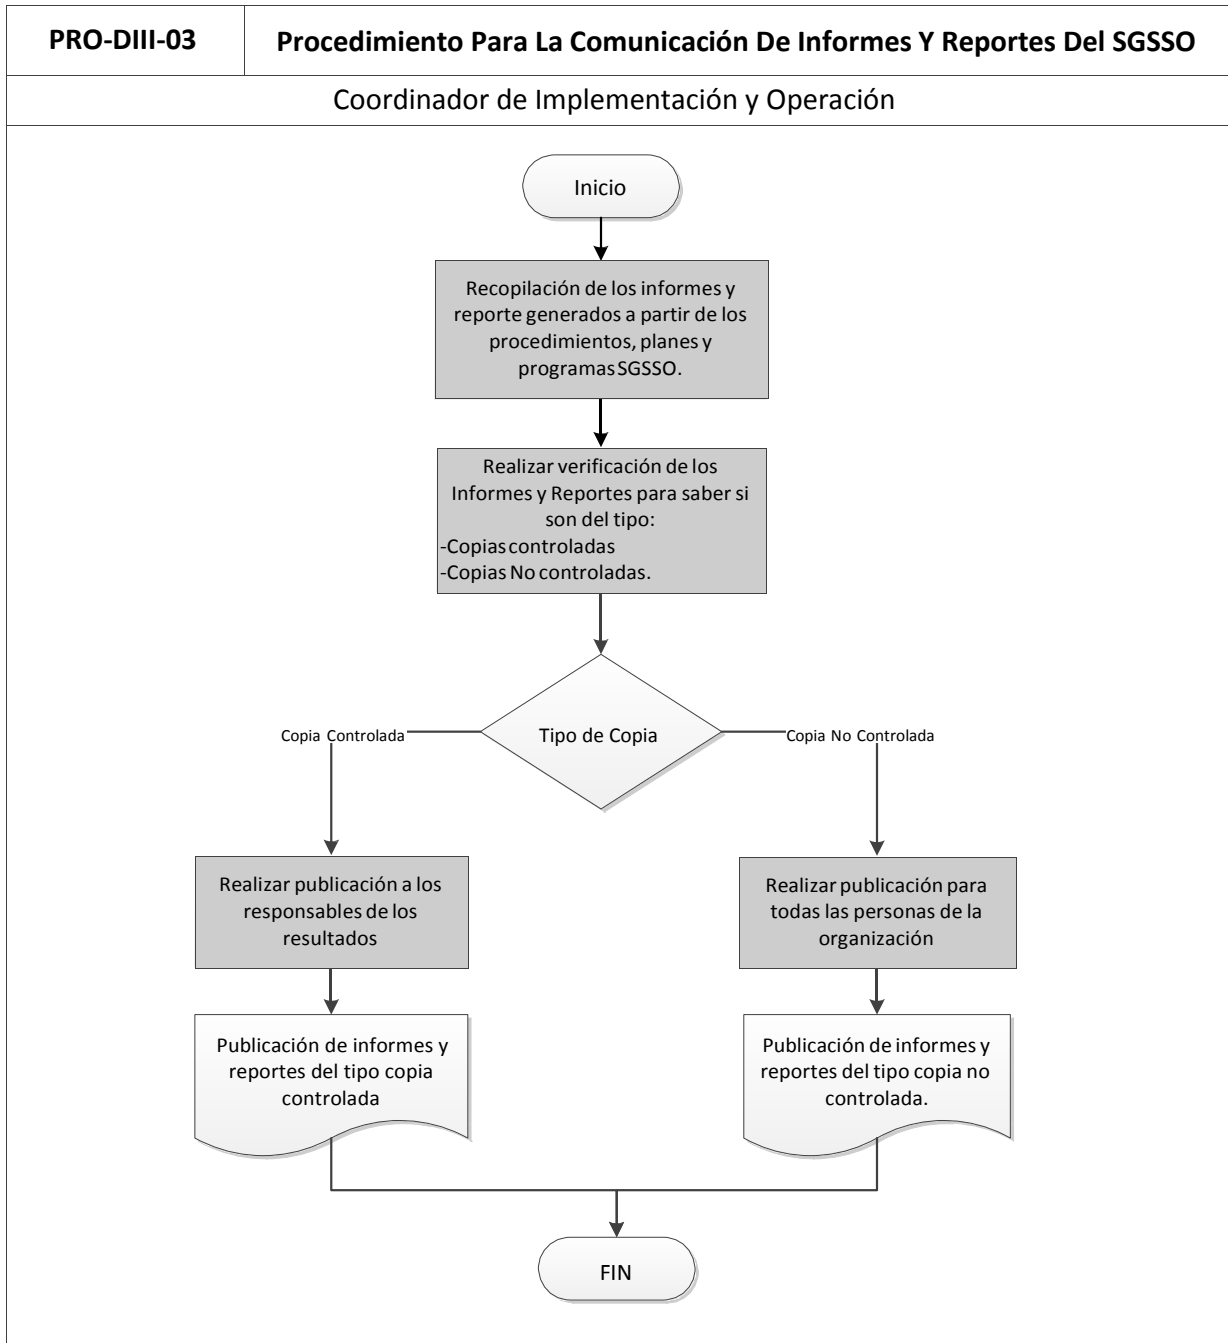 PRO-DIII-03
Procedimiento Para La Comunicación De Informes Y Reportes Del SGSSO
Coordinador de Implementación y Operación
Inicio
Recopilación de los informes y
reporte generados a partir de los
procedimientos, planes y
programas SGSSO.
Realizar verificación de los
Informes y Reportes para saber si
son del tipo:
-Copias controladas
-Copias No controladas.
Tipo de Copia
Copia Controlada
Copia No Controlada
Realizar publicación a los
responsables de los
resultados
Realizar publicación para
todas las personas de la
organización
Publicación de informes y
reportes del tipo copia
controlada
Publicación de informes y
reportes del tipo copia no
controlada.
FIN